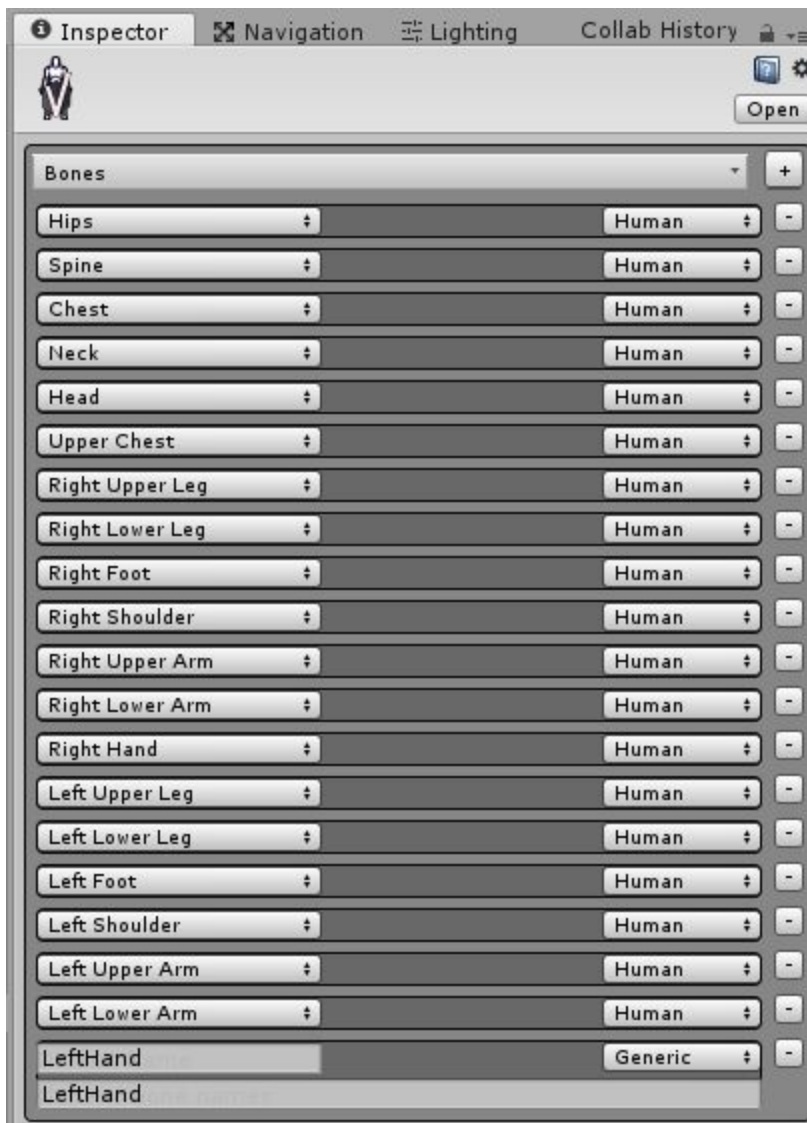 Inspector Navigation Lighting Collab History
Open
Bones +
Hips Human -
Spine Human -
Chest Human -
Neck Human -
Head Human -
Upper Chest Human -
Right Upper Leg Human -
Right Lower Leg Human -
Right Foot Human -
Right Shoulder Human -
Right Upper Arm Human -
Right Lower Arm Human -
Right Hand Human -
Left Upper Leg Human -
Left Lower Leg Human -
Left Foot Human -
Left Shoulder Human -
Left Upper Arm Human -
Left Lower Arm Human -
LeftHand Generic -
LeftHand names